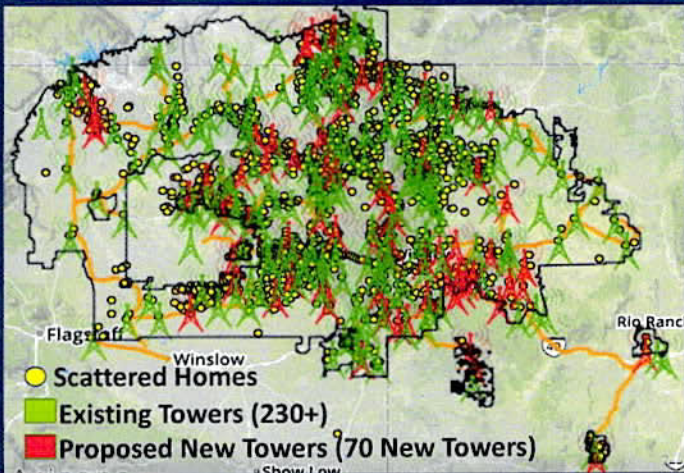 Rio Ranc
Flagstaff
Winslow
Scattered Homes
Existing Towers (230+)
Proposed New Towers (70 New Towers)
Show Low